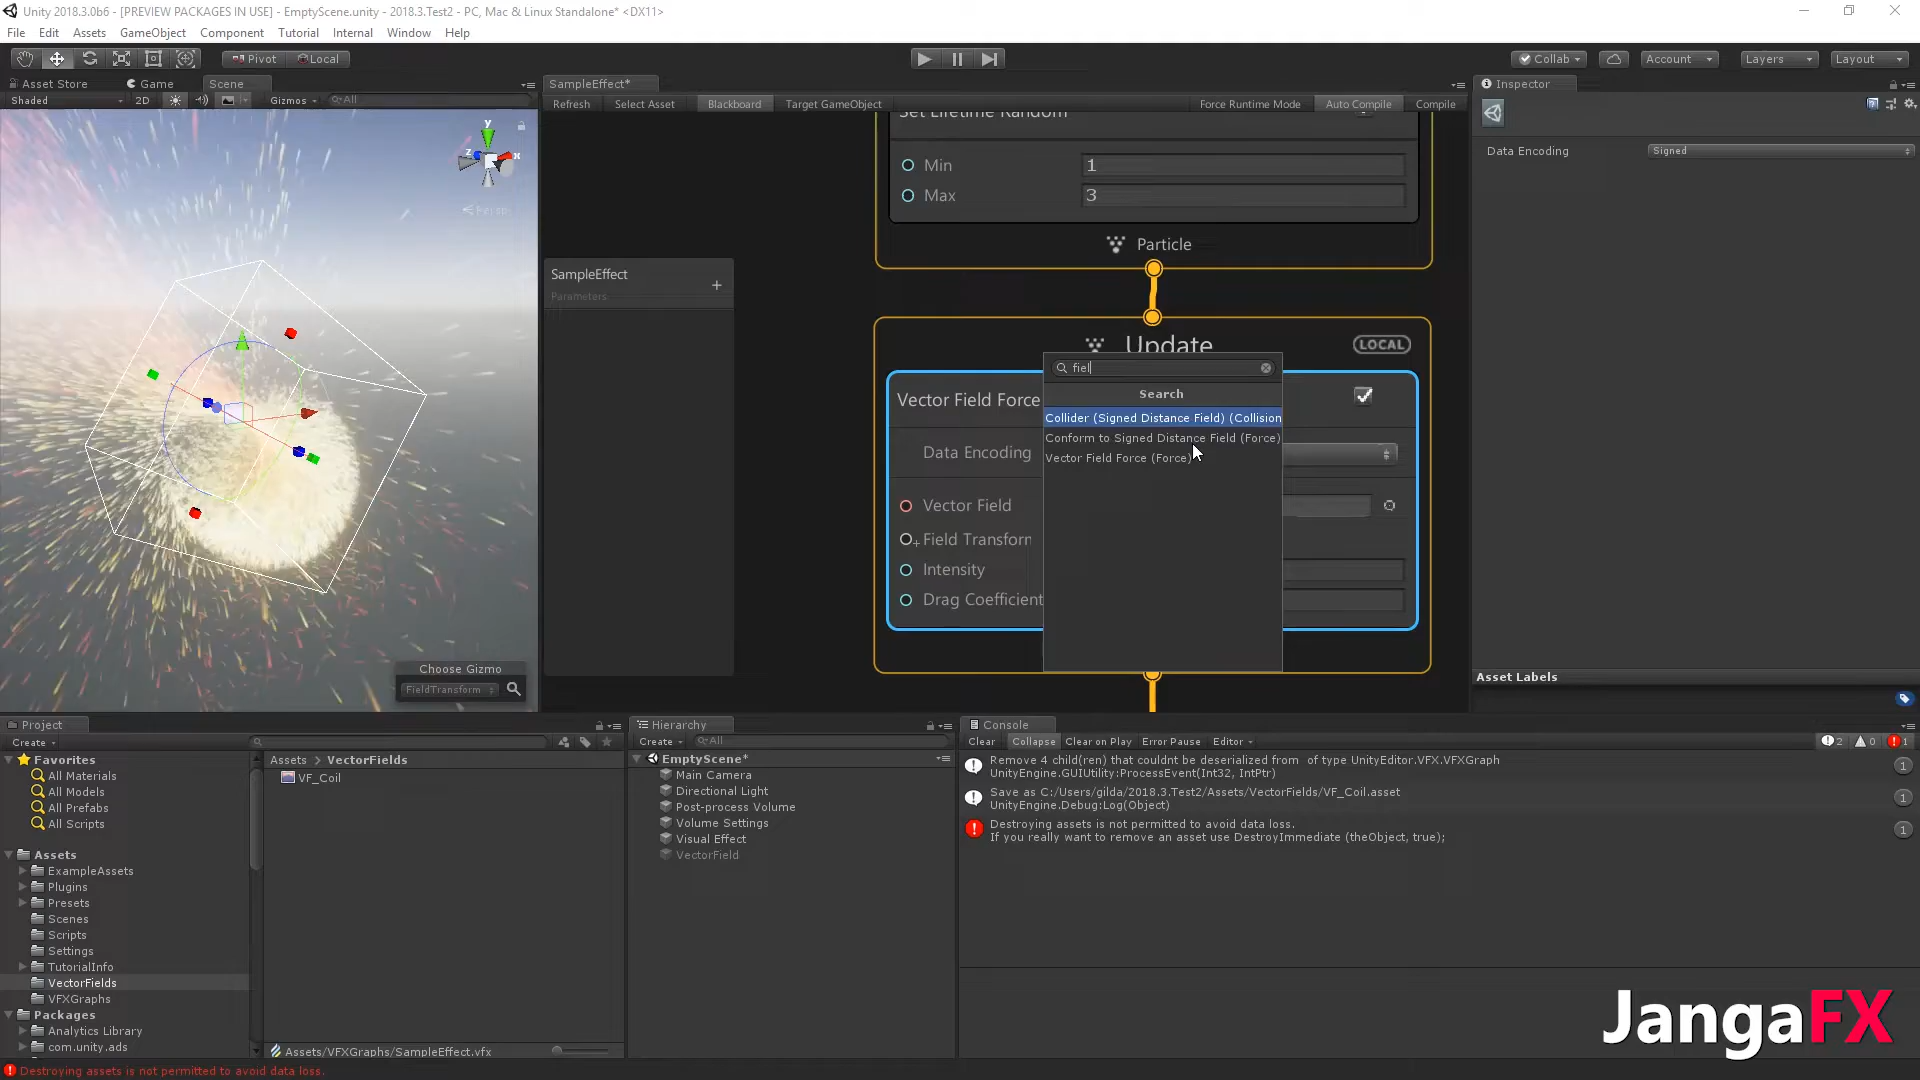 Unity 2018.3.0b6 - [PREVIEW PACKAGES IN USE] - EmptyScene.unity - 2018.3.Test2 - PC, Mac & Linux Standalone* <DX11>
File Edit Assets GameObject Component Tutorial Internal Window Help
Pivot Local Collab Account Layers Layout
Asset Store Game Scene SampleEffect* Inspector
Shaded 2D Gizmos All Refresh Select Asset Blackboard Target GameObject Force Runtime Mode Auto Compile Compile
y
z x
Persp
Choose Gizmo
FieldTransform
SampleEffect
Parameters
Set Lifetime Random
Min 1
Max 3
Particle
Update LOCAL
Vector Field Force
Data Encoding
Vector Field
Field Transform
Intensity
Drag Coefficient
fiel
Search
Collider (Signed Distance Field) (Collision
Conform to Signed Distance Field (Force)
Vector Field Force (Force)
Data Encoding Signed
Asset Labels
Project
Create
Favorites
All Materials
All Models
All Prefabs
All Scripts
Assets
ExampleAssets
Plugins
Presets
Scenes
Scripts
Settings
TutorialInfo
VectorFields
VFXGraphs
Packages
Analytics Library
com.unity.ads
Assets > VectorFields
VF_Coil
Assets/VFXGraphs/SampleEffect.vfx
Hierarchy
Create All
EmptyScene*
Main Camera
Directional Light
Post-process Volume
Volume Settings
Visual Effect
VectorField
Console
Clear Collapse Clear on Play Error Pause Editor 2 0 1
Remove 4 child(ren) that couldnt be deserialized from of type UnityEditor.VFX.VFXGraph
UnityEngine.GUIUtility:ProcessEvent(Int32, IntPtr)
1
Save as C:/Users/gilda/2018.3.Test2/Assets/VectorFields/VF_Coil.asset
UnityEngine.Debug:Log(Object)
1
Destroying assets is not permitted to avoid data loss.
If you really want to remove an asset use DestroyImmediate (theObject, true);
1
JangaFX
Destroying assets is not permitted to avoid data loss.